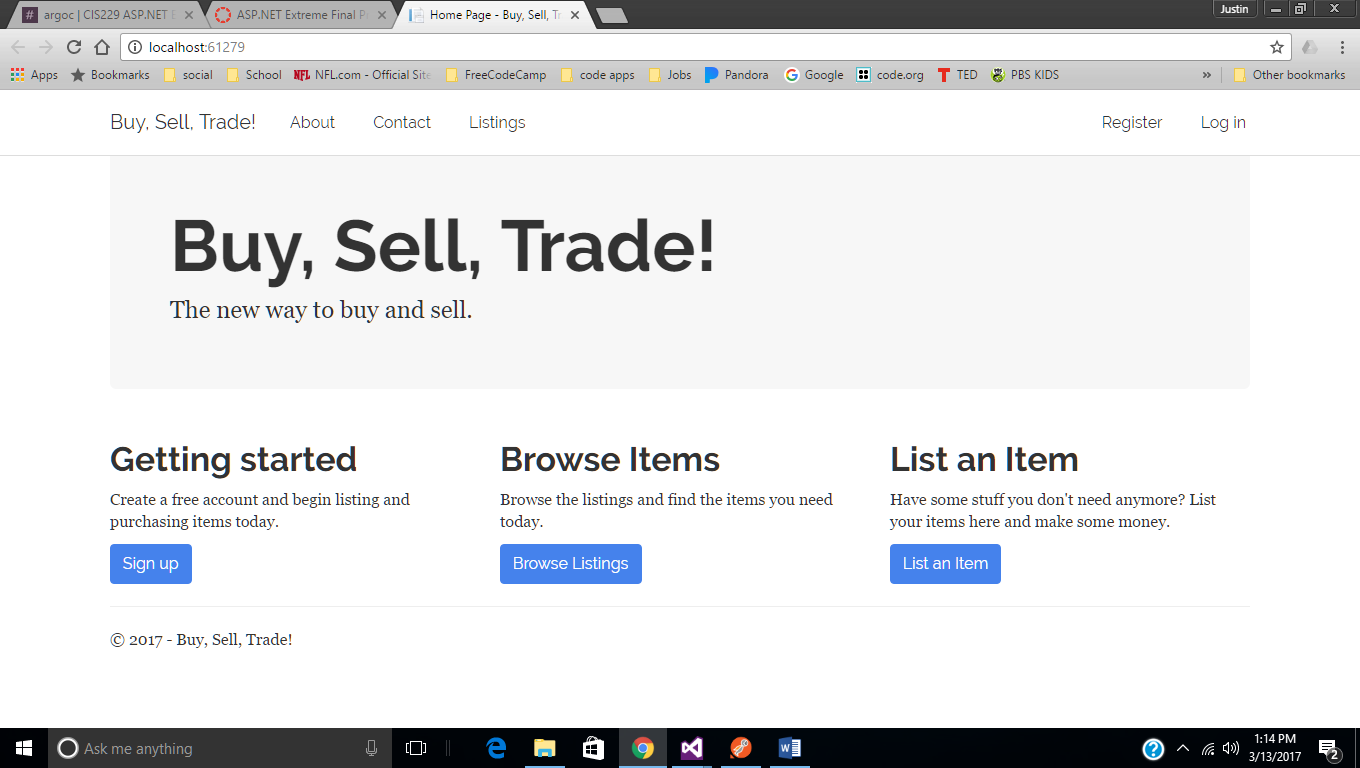 argoc | CIS229 ASP.NET E
ASP.NET Extreme Final P
Home Page - Buy, Sell, Tr
Justin
localhost:61279
Apps Bookmarks social School NFL.com - Official Site FreeCodeCamp code apps Jobs Pandora Google code.org TED PBS KIDS » Other bookmarks
Buy, Sell, Trade! About Contact Listings Register Log in
Buy, Sell, Trade!
The new way to buy and sell.
Getting started
Create a free account and begin listing and
purchasing items today.
Sign up
Browse Items
Browse the listings and find the items you need
today.
Browse Listings
List an Item
Have some stuff you don't need anymore? List
your items here and make some money.
List an Item
© 2017 - Buy, Sell, Trade!
Ask me anything
1:14 PM
3/13/2017
2